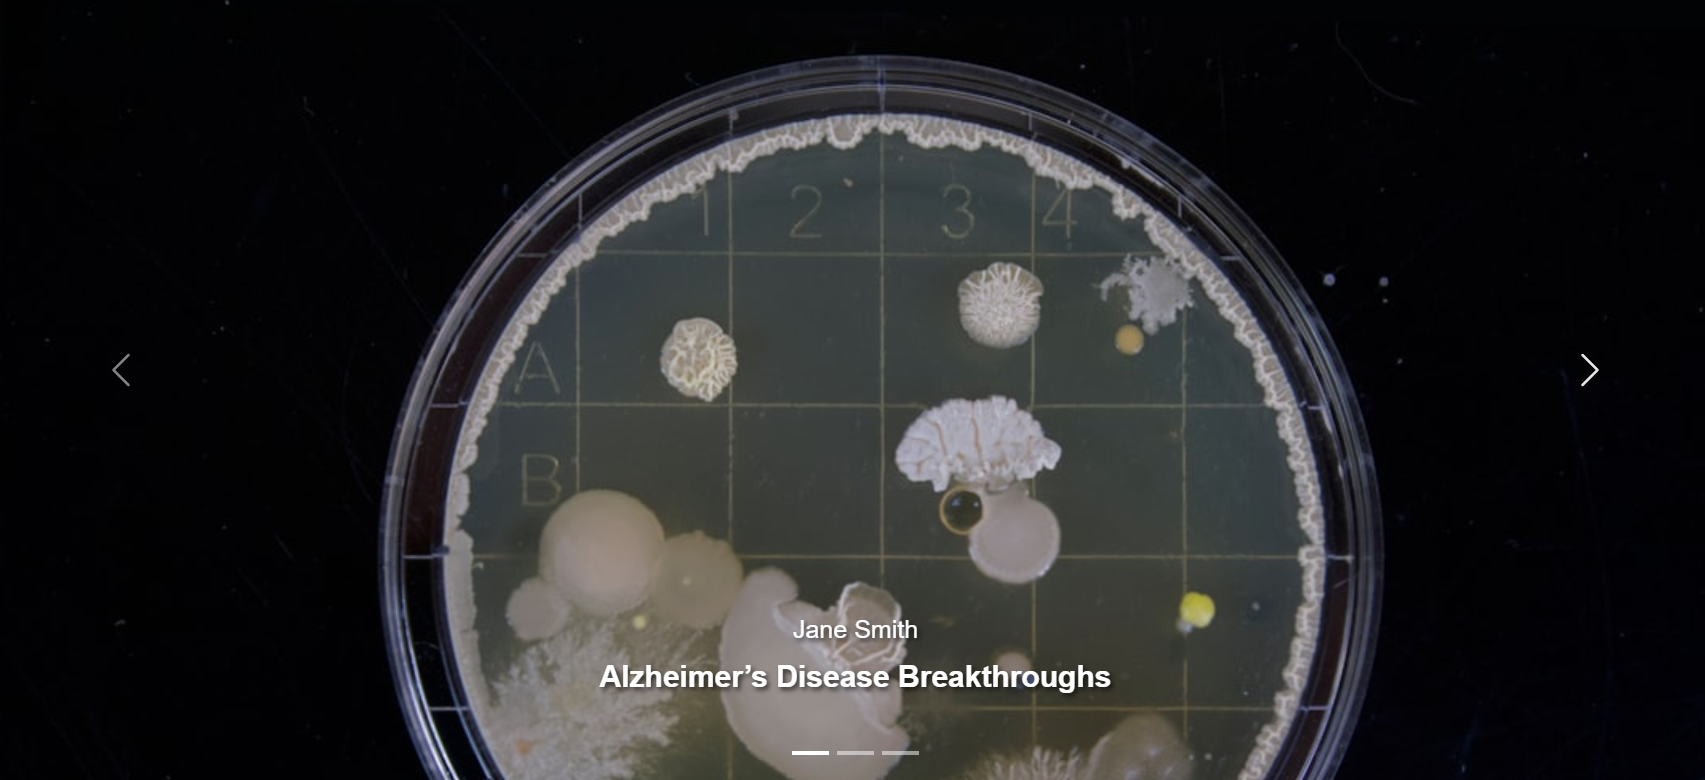 1 2 3 4
A
B
Jane Smith
Alzheimer’s Disease Breakthroughs